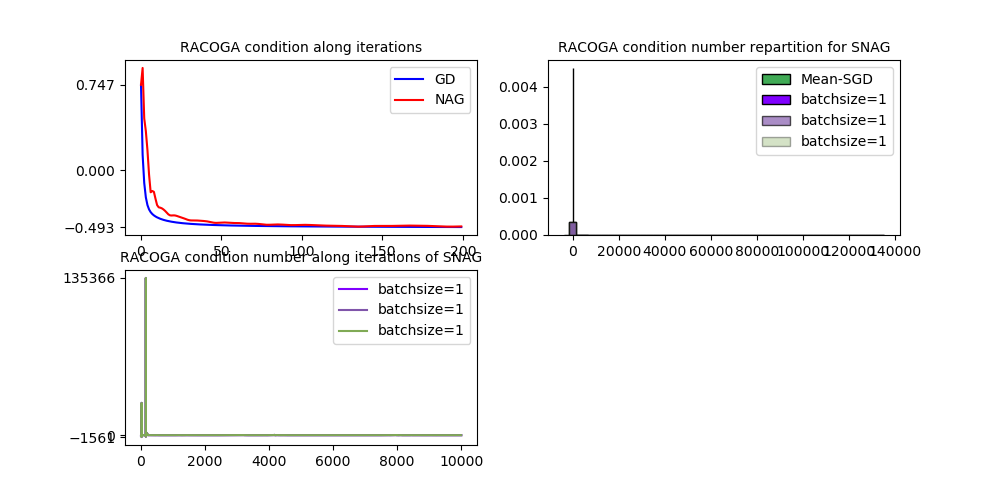 RACOGA condition along iterations
GD
NAG
0.747
0.000
−0.493
0 50 100 150 200
RACOGA condition number repartition for SNAG
Mean-SGD
batchsize=1
batchsize=1
batchsize=1
0.004
0.003
0.002
0.001
0.000
0 20000 40000 60000 80000 100000 120000 140000
RACOGA condition number along iterations of SNAG
batchsize=1
batchsize=1
batchsize=1
135366
0
−1561
0 2000 4000 6000 8000 10000